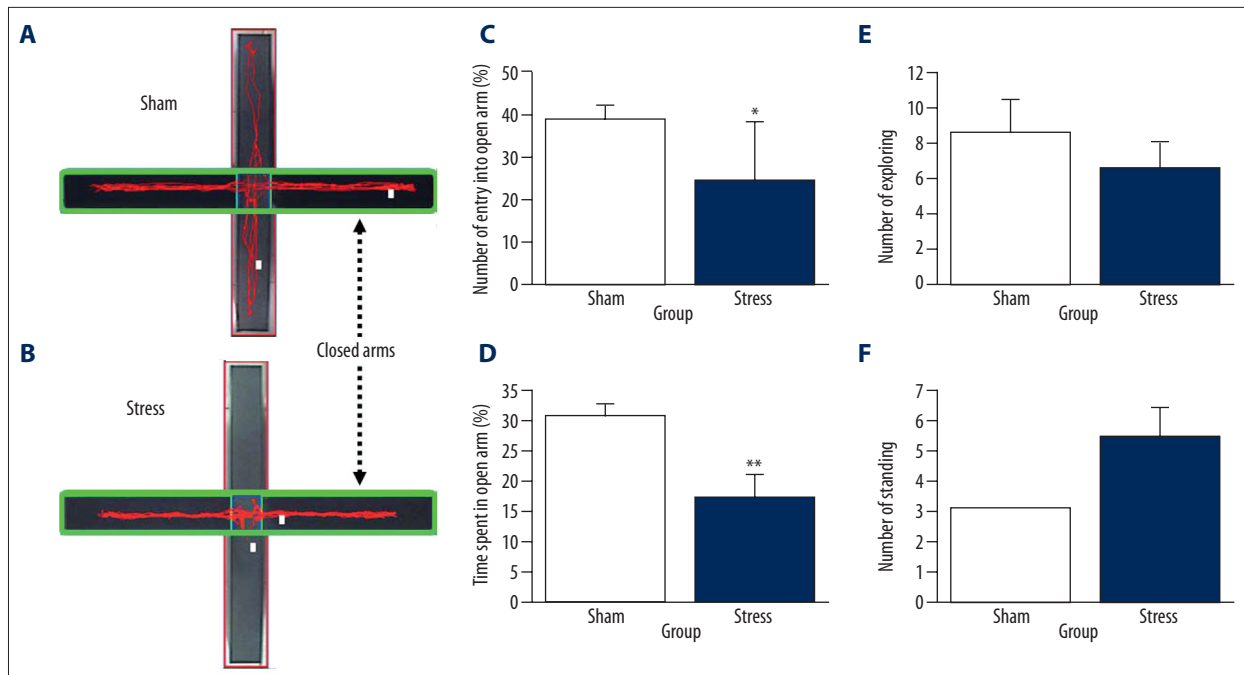 A
Sham
B
Stress
Closed arms
C
Number of entry into open arm (%)
50
40
30
20
10
0
*
Sham
Stress
Group
D
Time spent in open arm (%)
35
30
25
20
15
10
5
0
**
Sham
Stress
Group
E
Number of exploring
12
10
8
6
4
2
0
Sham
Stress
Group
F
Number of standing
7
6
5
4
3
2
1
0
Sham
Stress
Group